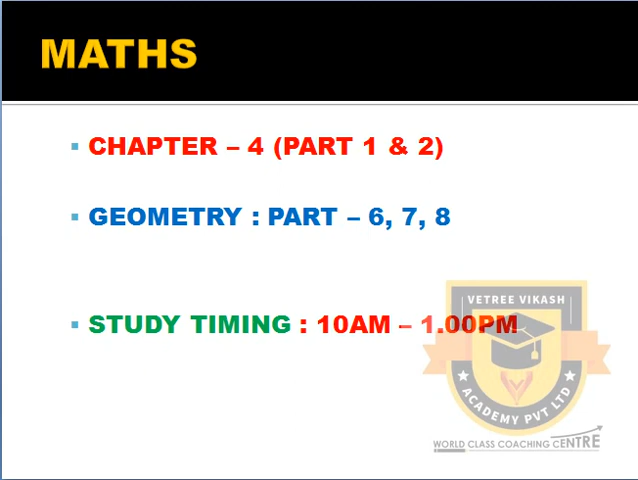 MATHS
CHAPTER – 4 (PART 1 & 2)
GEOMETRY : PART – 6, 7, 8
STUDY TIMING : 10AM – 1.00PM
VETREE VIKASH
ACADEMY PVT LTD
WORLD CLASS COACHING CENTRE